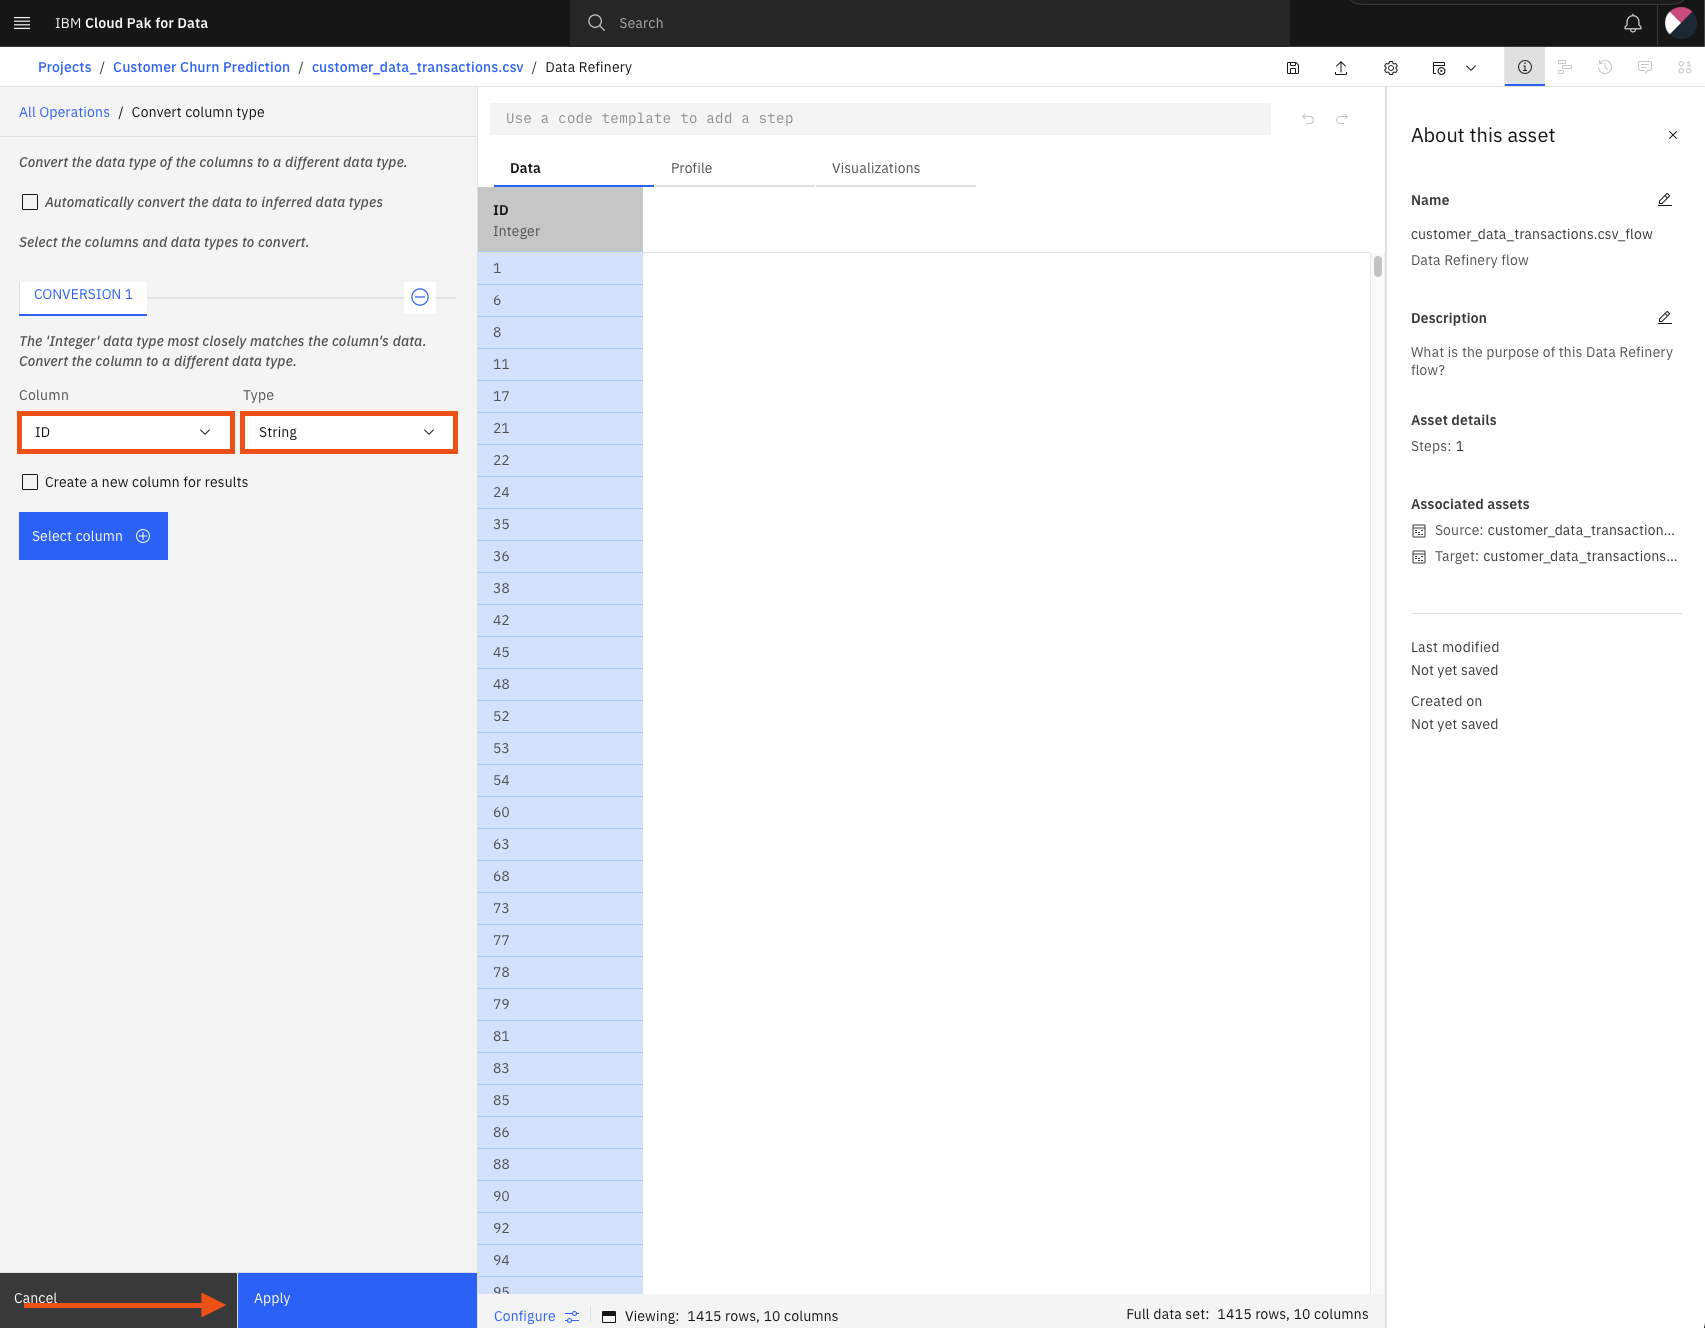 IBM Cloud Pak for Data
Search
Projects / Customer Churn Prediction / customer_data_transactions.csv / Data Refinery
All Operations / Convert column type
Convert the data type of the columns to a different data type.
Automatically convert the data to inferred data types
Select the columns and data types to convert.
CONVERSION 1
The 'Integer' data type most closely matches the column's data.
Convert the column to a different data type.
Column Type
ID String
Create a new column for results
Select column
Cancel
Apply
Use a code template to add a step
Data Profile Visualizations
ID
Integer
1
6
8
11
17
21
22
24
35
36
38
42
45
48
52
53
54
60
63
68
73
77
78
79
81
83
85
86
88
90
92
94
95
Configure Viewing: 1415 rows, 10 columns Full data set: 1415 rows, 10 columns
About this asset
Name
customer_data_transactions.csv_flow
Data Refinery flow
Description
What is the purpose of this Data Refinery
flow?
Asset details
Steps: 1
Associated assets
Source: customer_data_transaction...
Target: customer_data_transactions...
Last modified
Not yet saved
Created on
Not yet saved